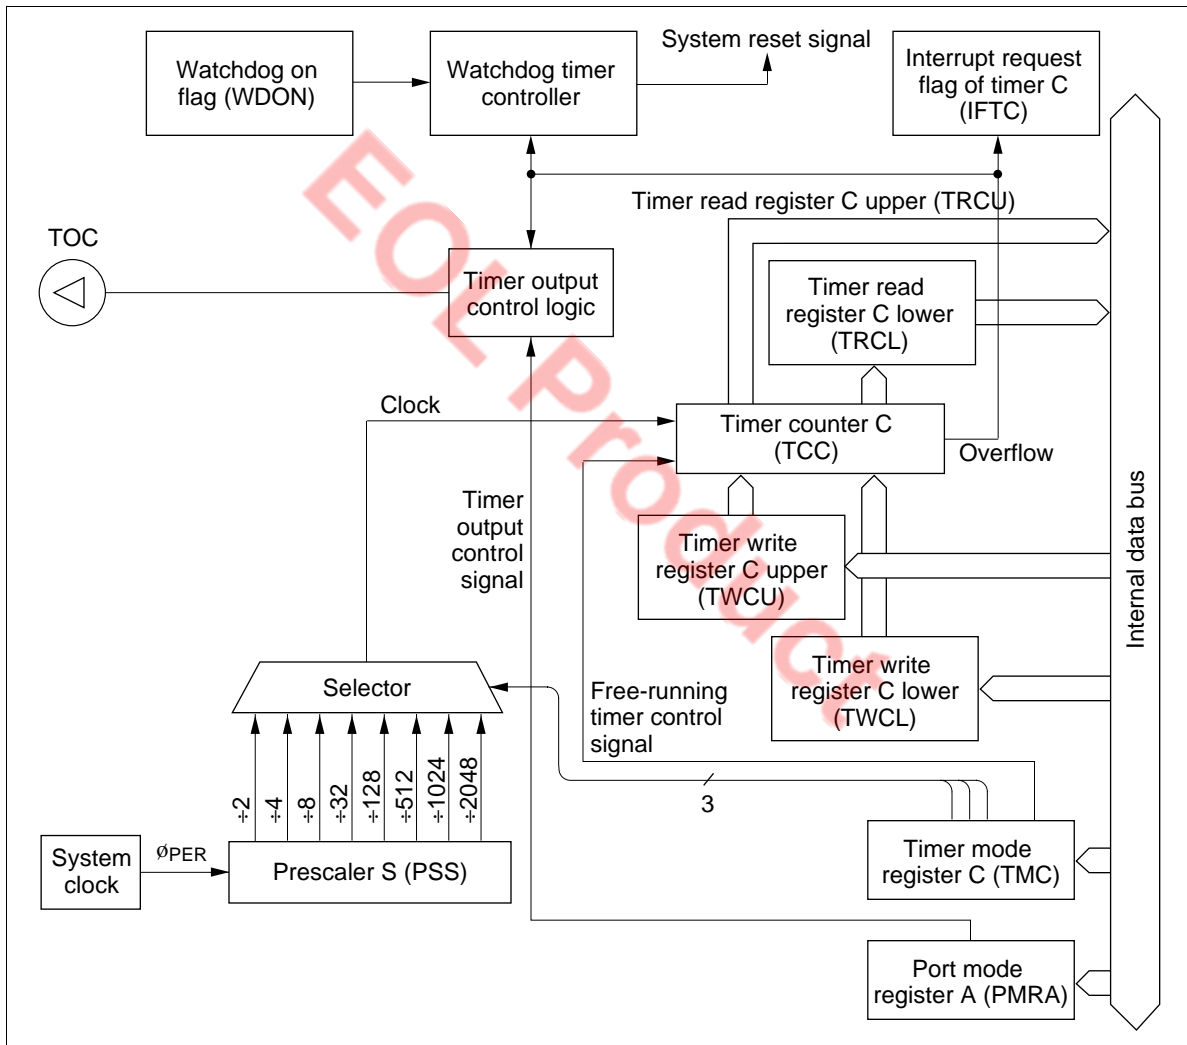 System reset signal
Watchdog on
flag (WDON)
Watchdog timer
controller
Interrupt request
flag of timer C
(IFTC)
Timer read register C upper (TRCU)
TOC
Timer output
control logic
Timer read
register C lower
(TRCL)
Clock
Timer counter C
(TCC)
Overflow
Timer
output
control
signal
Timer write
register C upper
(TWCU)
Internal data bus
Selector
Free-running
timer control
signal
Timer write
register C lower
(TWCL)
÷2
÷4
÷8
÷32
÷128
÷512
÷1024
÷2048
3
System
clock
øPER
Prescaler S (PSS)
Timer mode
register C (TMC)
Port mode
register A (PMRA)
EOL Product